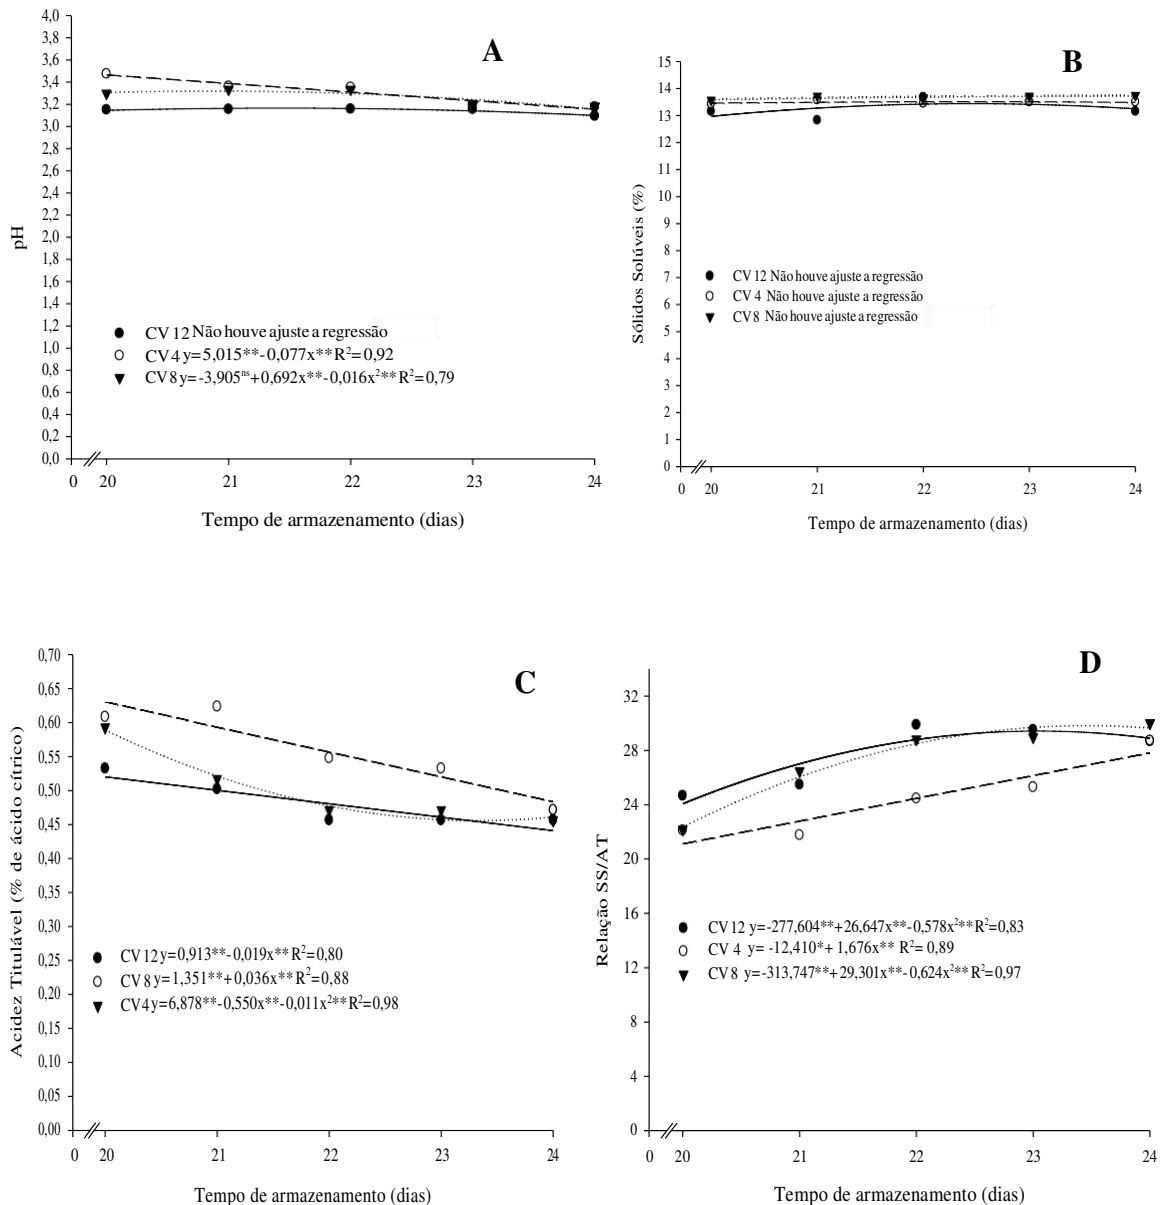 A
4,0
3,8
3,6
3,4
3,2
3,0
2,8
2,6
2,4
2,2
2,0
1,8
1,6
1,4
1,2
1,0
0,8
0,6
0,4
0,2
0,0
pH
CV 12 Não houve ajuste a regressão
CV 4 y=5,015**-0,077x** R²=0,92
CV 8 y=-3,905ⁿˢ+0,692x**-0,016x²** R²=0,79
0 20 21 22 23 24
Tempo de armazenamento (dias)
B
15
14
13
12
11
10
9
8
7
6
5
4
3
2
1
0
Sólidos Solúveis (%)
CV 12 Não houve ajuste a regressão
CV 4 Não houve ajuste a regressão
CV 8 Não houve ajuste a regressão
0 20 21 22 23 24
Tempo de armazenamento (dias)
C
0,70
0,65
0,60
0,55
0,50
0,45
0,40
0,35
0,30
0,25
0,20
0,15
0,10
0,05
0,00
Acidez Titulável (% de ácido cítrico)
CV 12 y=0,913**-0,019x** R²=0,80
CV 8 y=1,351**+0,036x** R²=0,88
CV 4 y=6,878**-0,550x**-0,011x²** R²=0,98
0 20 21 22 23 24
Tempo de armazenamento (dias)
D
32
28
24
20
16
12
8
4
0
Relação SS/AT
CV 12 y=-277,604**+26,647x**-0,578x²** R²=0,83
CV 4 y=-12,410*+1,676x** R²=0,89
CV 8 y=-313,747**+29,301x**-0,624x²** R²=0,97
0 20 21 22 23 24
Tempo de armazenamento (dias)